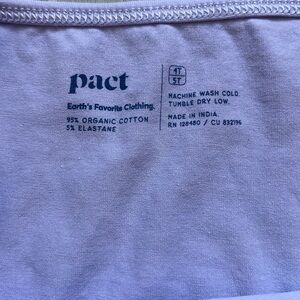 pact
Earth's Favorite Clothing.
95% ORGANIC COTTON
5% ELASTANE
4T
5T
MACHINE WASH COLD.
TUMBLE DRY LOW.
MADE IN INDIA.
RN 128480 / CU 832196